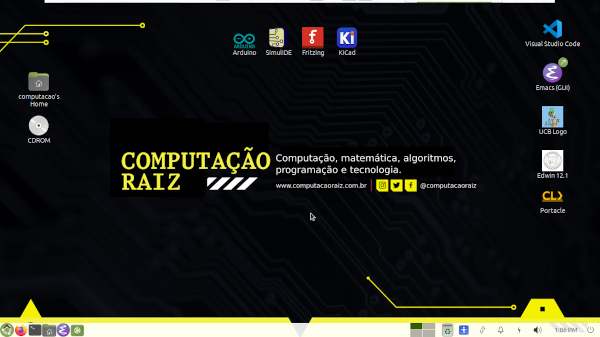 Arduino
SimulIDE
Fritzing
KiCad
Visual Studio Code
computacao's
Home
Emacs (GUI)
CDROM
UCB Logo
COMPUTAÇÃO
RAIZ
Computação, matemática, algoritmos,
programação e tecnologia.
www.computacaoraiz.com.br
@computacaoraiz
Edwin 12.1
Portacle
1:06 PM